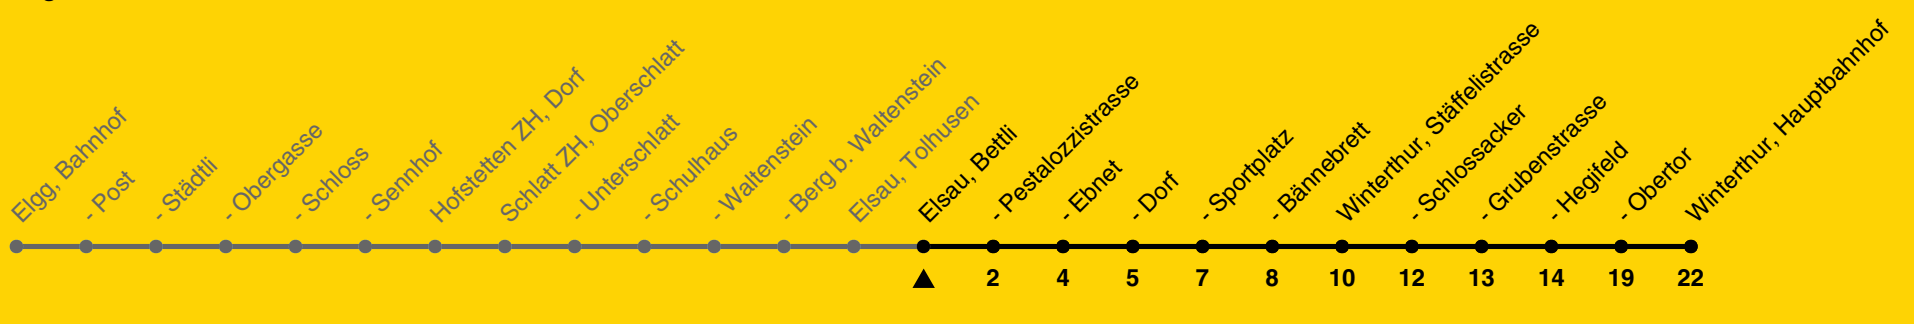 Elgg, Bahnhof
- Post
- Städtli
- Obergasse
- Schloss
- Sennhof
Hofstetten ZH, Dorf
Schlatt ZH, Oberschlatt
- Unterschlatt
- Schulhaus
- Waltenstein
- Berg b. Waltenstein
Elsau, Tolhusen
Elsau, Bettli
- Pestalozzistrasse
- Ebnet
- Dorf
- Sportplatz
- Bännebrett
Winterthur, Stäffelistrasse
- Schlossacker
- Grubenstrasse
- Hegifeld
- Obertor
Winterthur, Hauptbahnhof
2 4 5 7 8 10 12 13 14 19 22